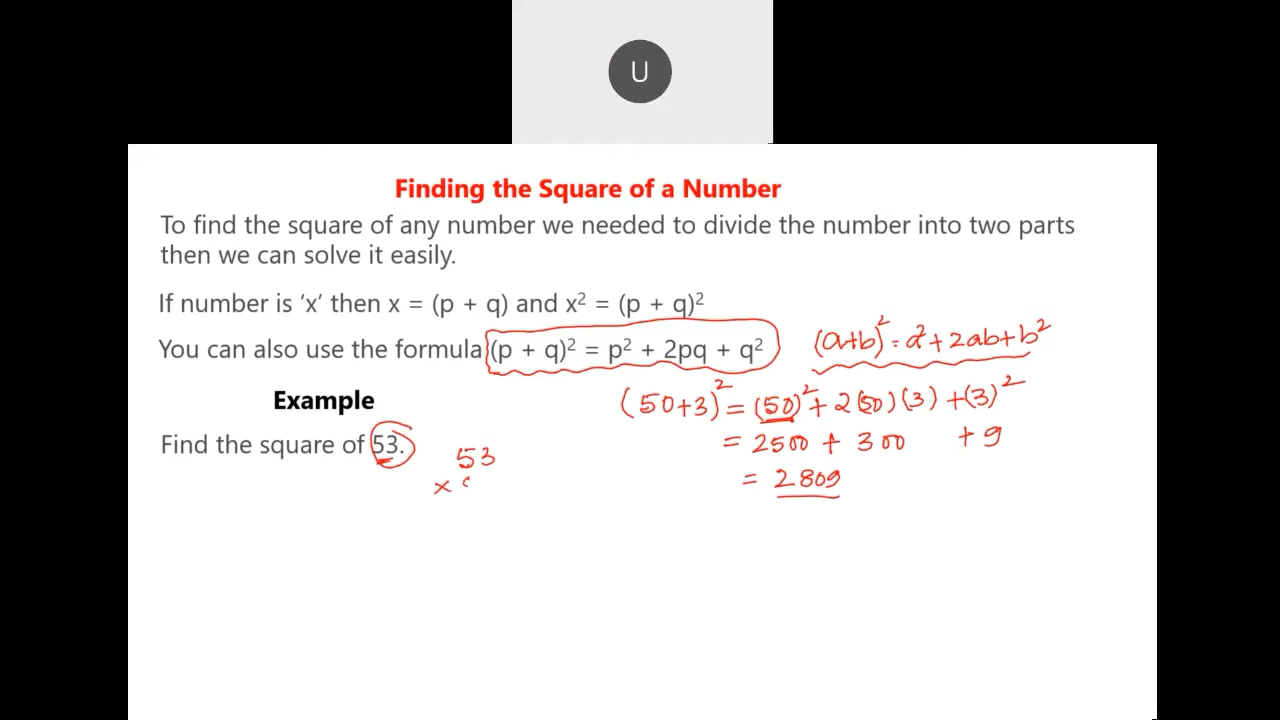 U
Finding the Square of a Number
To find the square of any number we needed to divide the number into two parts
then we can solve it easily.
If number is ‘x’ then x = (p + q) and x² = (p + q)²
You can also use the formula (p + q)² = p² + 2pq + q²
(a+b)² = a² + 2ab + b²
Example
(50+3)² = (50)² + 2(50)(3) + (3)²
Find the square of 53.
= 2500 + 300 + 9
53
= 2809
×